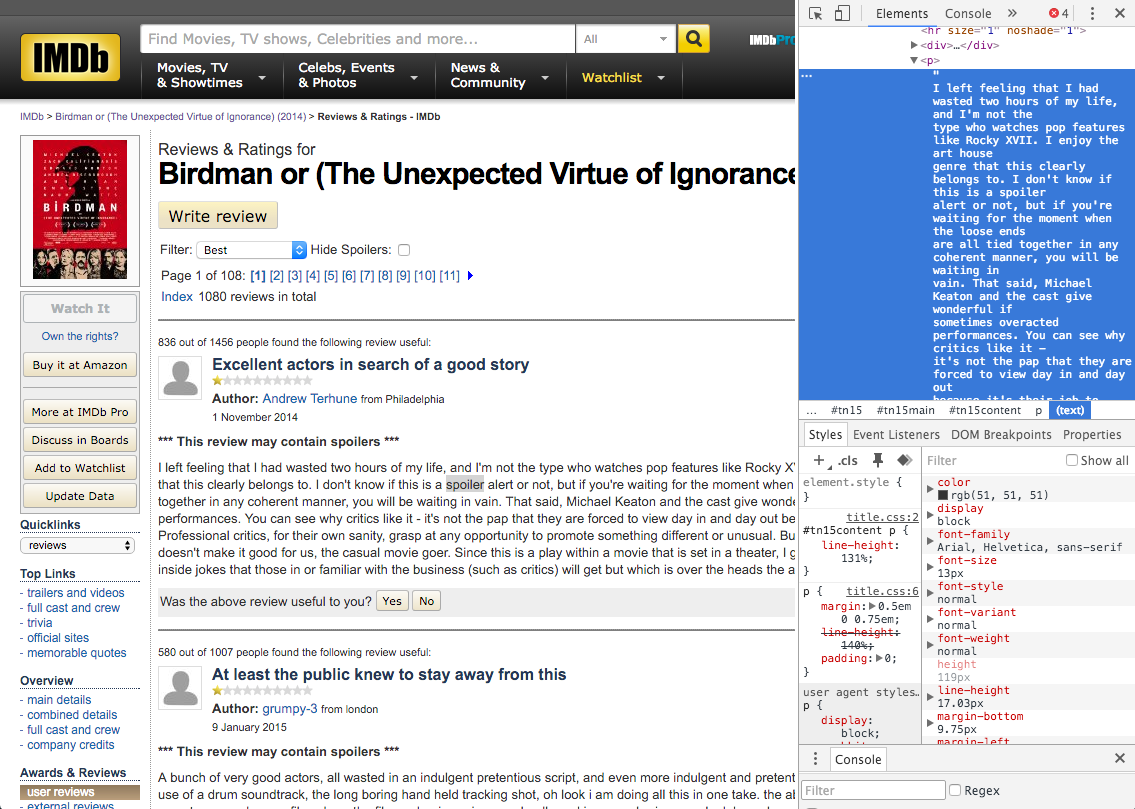 IMDb
Find Movies, TV shows, Celebrities and more...
All
IMDbPro
Movies, TV & Showtimes
Celebs, Events & Photos
News & Community
Watchlist
IMDb > Birdman or (The Unexpected Virtue of Ignorance) (2014) > Reviews & Ratings - IMDb
BIRDMAN
Watch It
Own the rights?
Buy it at Amazon
More at IMDb Pro
Discuss in Boards
Add to Watchlist
Update Data
Quicklinks
reviews
Top Links
- trailers and videos
- full cast and crew
- trivia
- official sites
- memorable quotes
Overview
- main details
- combined details
- full cast and crew
- company credits
Awards & Reviews
user reviews
- external reviews
Reviews & Ratings for
Birdman or (The Unexpected Virtue of Ignorance
Write review
Filter: Best Hide Spoilers:
Page 1 of 108: [1] [2] [3] [4] [5] [6] [7] [8] [9] [10] [11]
Index 1080 reviews in total
836 out of 1456 people found the following review useful:
Excellent actors in search of a good story
Author: Andrew Terhune from Philadelphia
1 November 2014
*** This review may contain spoilers ***
I left feeling that I had wasted two hours of my life, and I'm not the type who watches pop features like Rocky X
that this clearly belongs to. I don't know if this is a spoiler alert or not, but if you're waiting for the moment when
together in any coherent manner, you will be waiting in vain. That said, Michael Keaton and the cast give wonde
performances. You can see why critics like it - it's not the pap that they are forced to view day in and day out be
Professional critics, for their own sanity, grasp at any opportunity to promote something different or unusual. Bu
doesn't make it good for us, the casual movie goer. Since this is a play within a movie that is set in a theater, I g
inside jokes that those in or familiar with the business (such as critics) will get but which is over the heads the a
Was the above review useful to you? Yes No
580 out of 1007 people found the following review useful:
At least the public knew to stay away from this
Author: grumpy-3 from london
9 January 2015
*** This review may contain spoilers ***
A bunch of very good actors, all wasted in an indulgent pretentious script, and even more indulgent and pretent
use of a drum soundtrack, the long boring hand held tracking shot, oh look i am doing all this in one take. the ab
Elements Console » 4
<hr size="1" noshade="1">
<div>…</div>
<p>
"
I left feeling that I had
wasted two hours of my life,
and I'm not the
type who watches pop features
like Rocky XVII. I enjoy the
art house
genre that this clearly
belongs to. I don't know if
this is a spoiler
alert or not, but if you're
waiting for the moment when
the loose ends
are all tied together in any
coherent manner, you will be
waiting in
vain. That said, Michael
Keaton and the cast give
wonderful if
sometimes overacted
performances. You can see why
critics like it –
it's not the pap that they are
forced to view day in and day
out
because it's their job to
... #tn15 #tn15main #tn15content p (text)
Styles Event Listeners DOM Breakpoints Properties
+ .cls
element.style {
}
title.css:2
#tn15content p {
line-height:
131%;
}
p { title.css:6
margin: 0.5em
0 0.75em;
line-height:
140%;
padding: 0;
}
user agent styles…
p {
display:
block;
Filter Show all
color
rgb(51, 51, 51)
display
block
font-family
Arial, Helvetica, sans-serif
font-size
13px
font-style
normal
font-variant
normal
font-weight
normal
height
119px
line-height
17.03px
margin-bottom
9.75px
margin-left
Console
Filter Regex